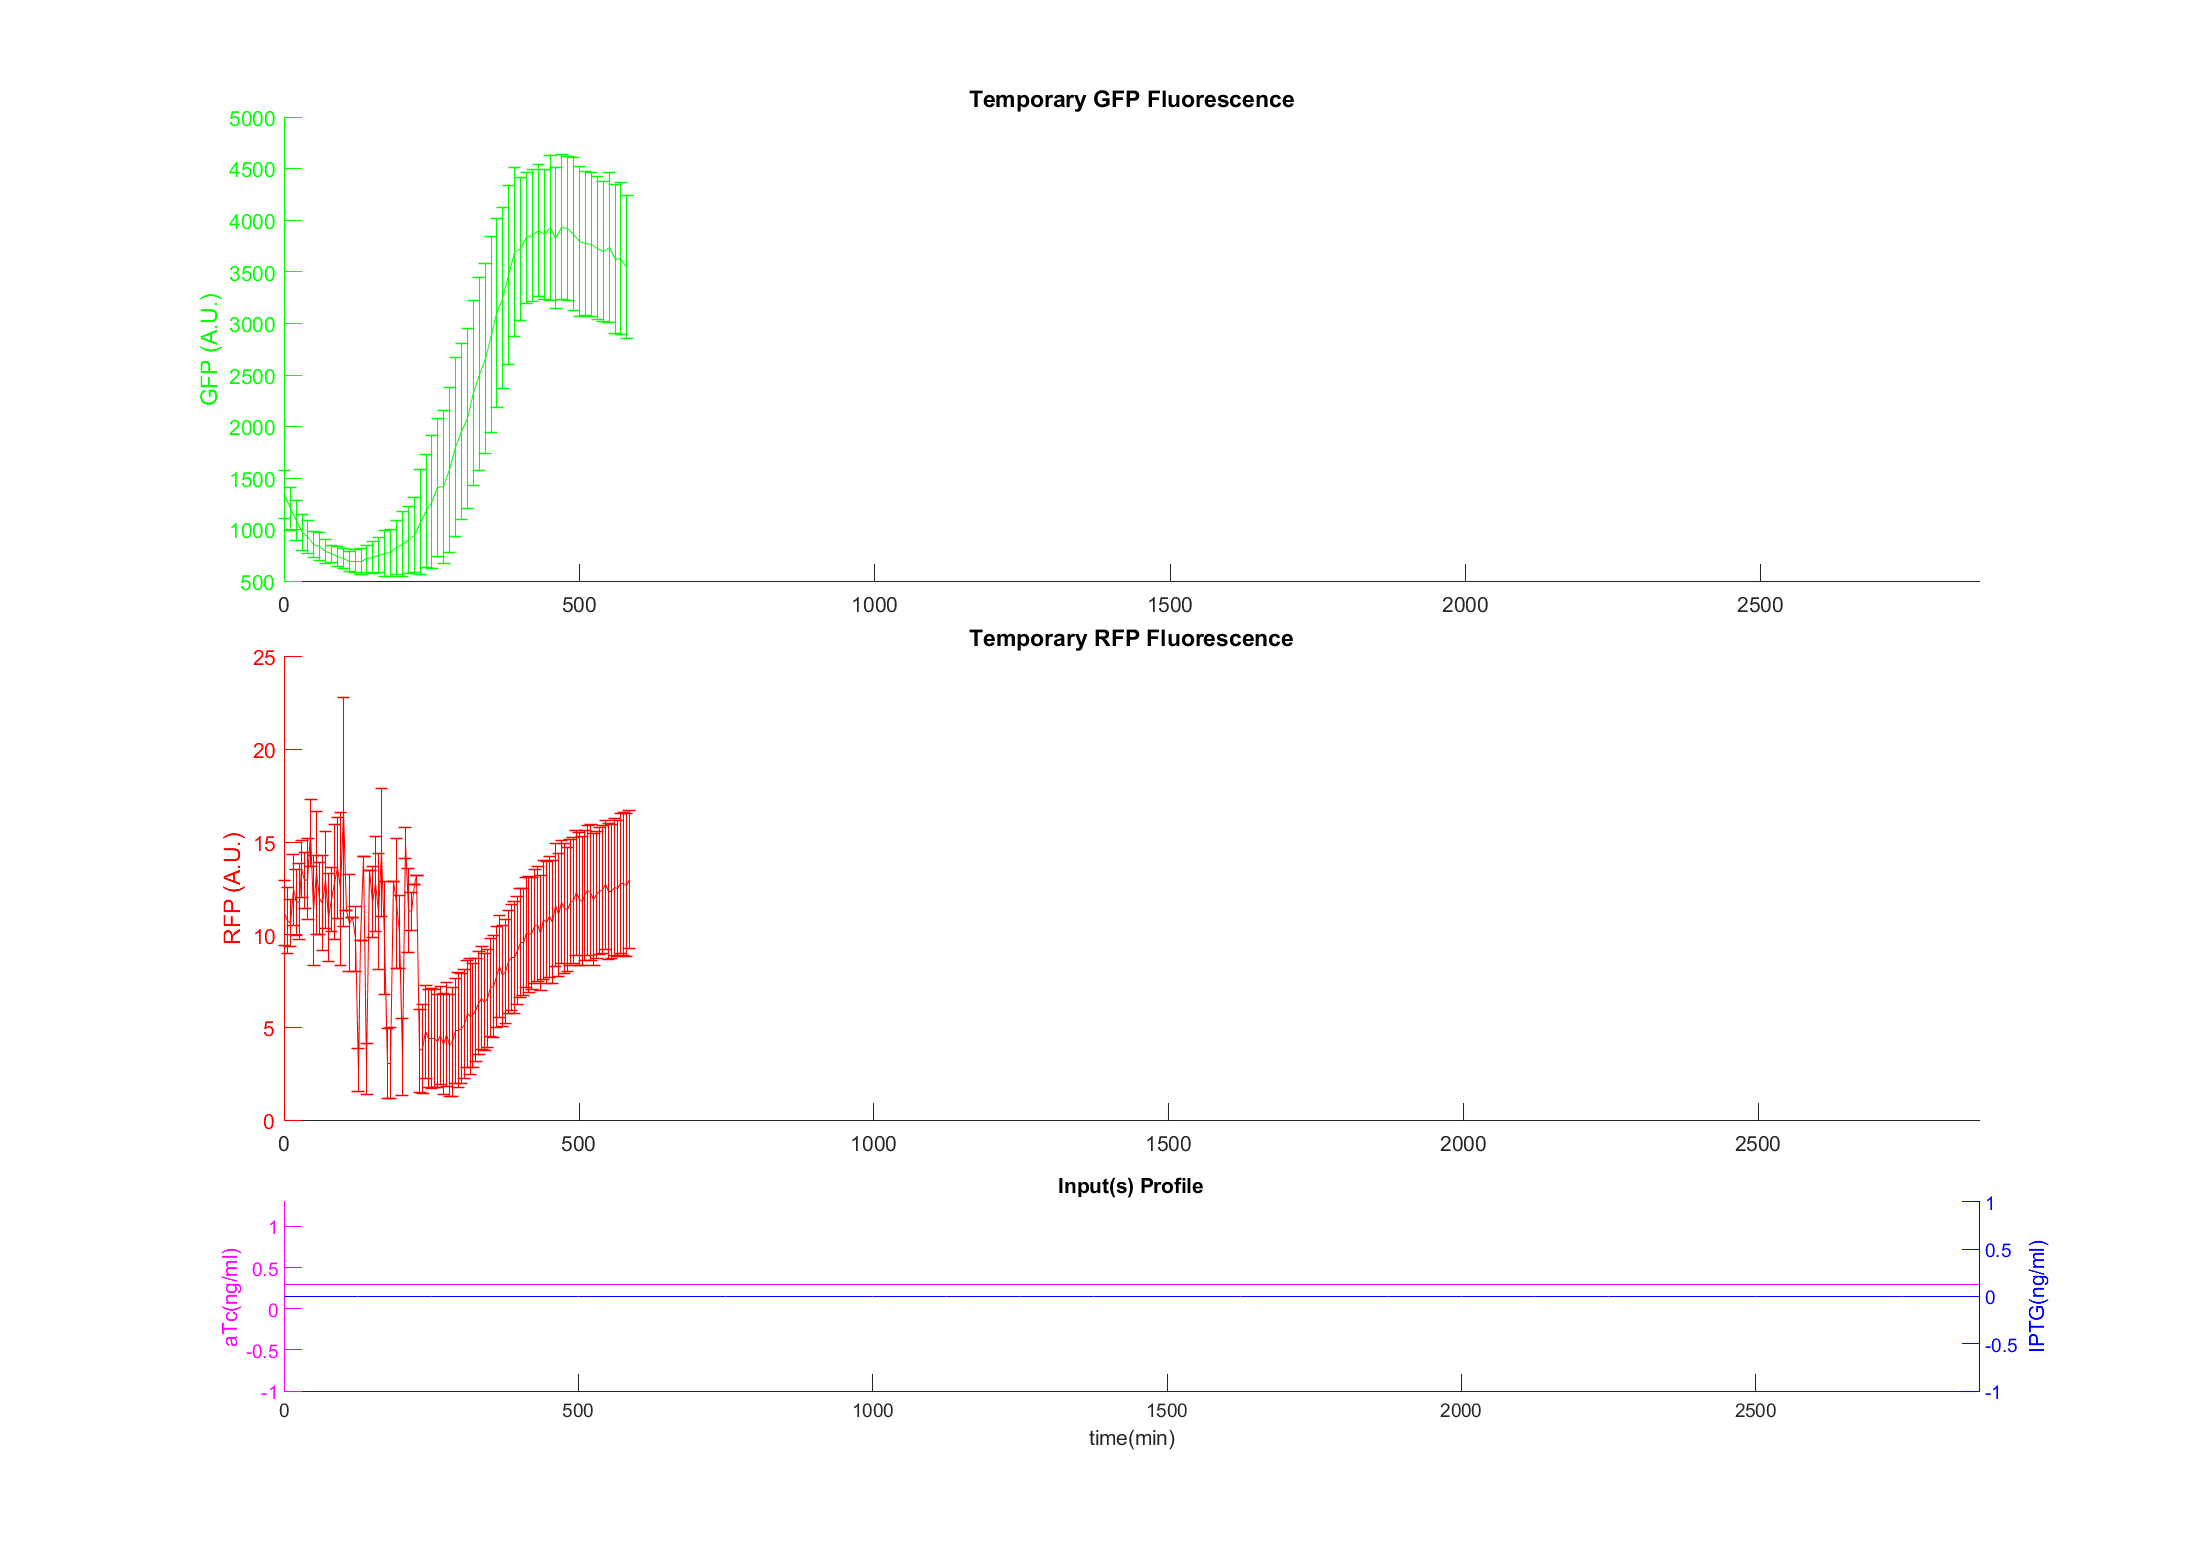 Temporary GFP Fluorescence
5000
4500
4000
3500
3000
2500
2000
1500
1000
500
GFP (A.U.)
0 500 1000 1500 2000 2500
Temporary RFP Fluorescence
25
20
15
10
5
0
RFP (A.U.)
0 500 1000 1500 2000 2500
Input(s) Profile
1
0.5
0
-0.5
-1
aTc(ng/ml)
1
0.5
0
-0.5
-1
IPTG(ng/ml)
0 500 1000 1500 2000 2500
time(min)